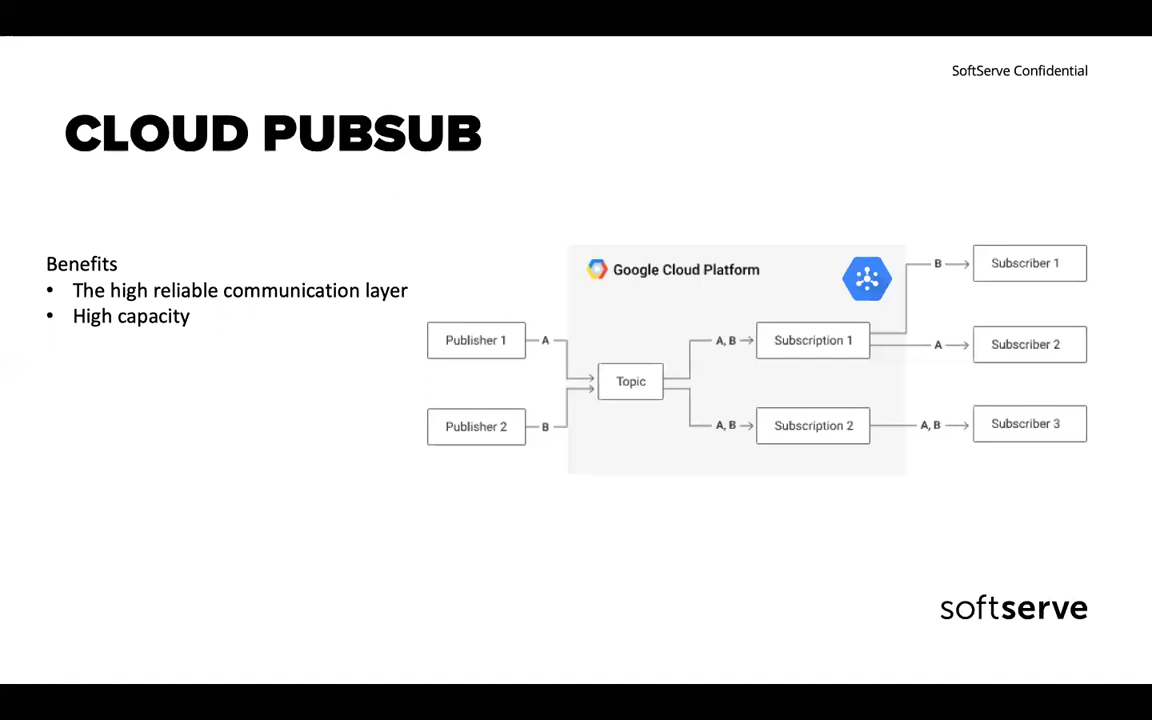 SoftServe Confidential
CLOUD PUBSUB
Benefits
• The high reliable communication layer
• High capacity
Google Cloud Platform
Publisher 1
A
Publisher 2
B
Topic
A, B
Subscription 1
A, B
Subscription 2
B
Subscriber 1
A
Subscriber 2
A, B
Subscriber 3
softserve